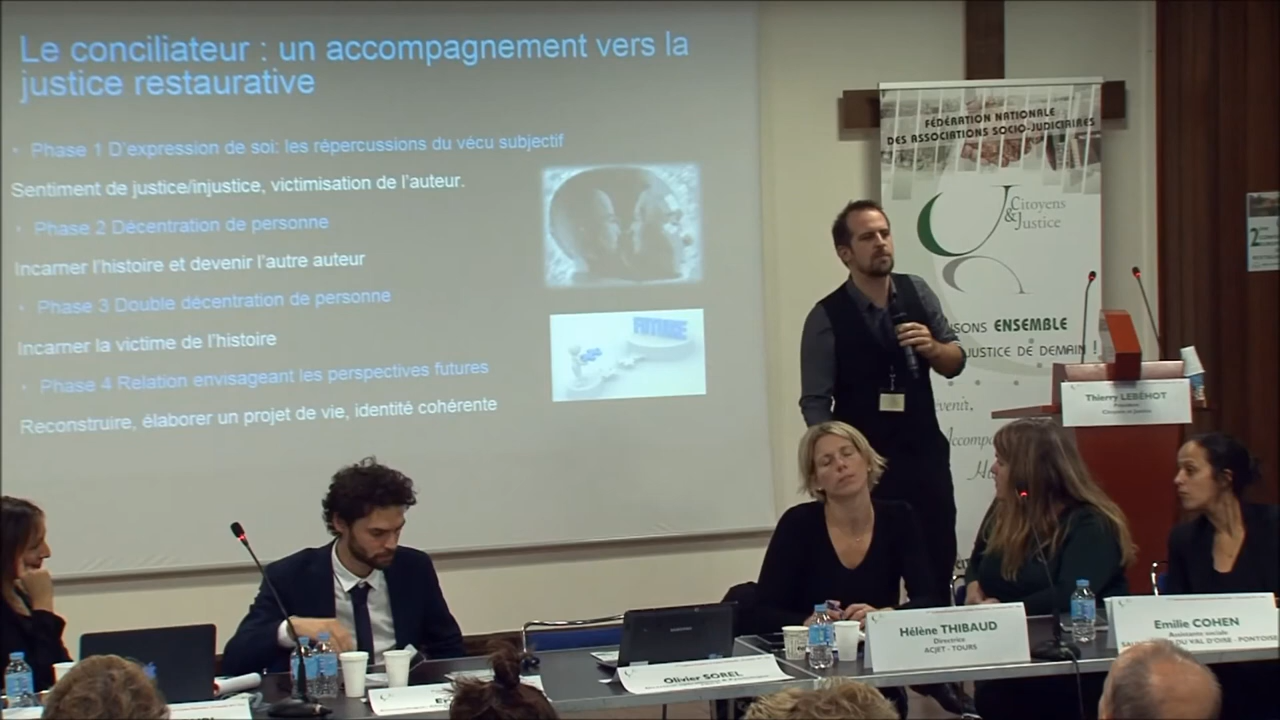 Le conciliateur : un accompagnement vers la
justice restaurative
• Phase 1 D'expression de soi: les répercussions du vécu subjectif
Sentiment de justice/injustice, victimisation de l'auteur.
• Phase 2 Décentration de personne
Incarner l'histoire et devenir l'autre auteur
• Phase 3 Double décentration de personne
Incarner la victime de l'histoire
• Phase 4 Relation envisageant les perspectives futures
Reconstruire, élaborer un projet de vie, identité cohérente
FUTURE
FÉDÉRATION NATIONALE
DES ASSOCIATIONS SOCIO-JUDICIAIRES
Citoyens
&Justice
ENSEMBLE
JUSTICE DE DEMAIN !
Thierry LEBÉHOT
Président
Citoyens et Justice
Olivier SOREL
Hélène THIBAUD
Directrice
ACJET - TOURS
Emilie COHEN
Assistante sociale
DU VAL D'OISE - PONTOISE